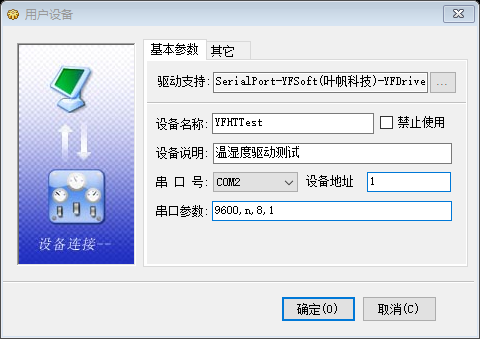 用户设备
基本参数 其它
驱动支持: SerialPort-YFSoft(叶帆科技)-YFDrive ...
设备名称: YFHTTest 禁止使用
设备说明: 温湿度驱动测试
串 口 号: COM2 设备地址 1
串口参数: 9600,n,8,1
设备连接--
确定(O) 取消(C)